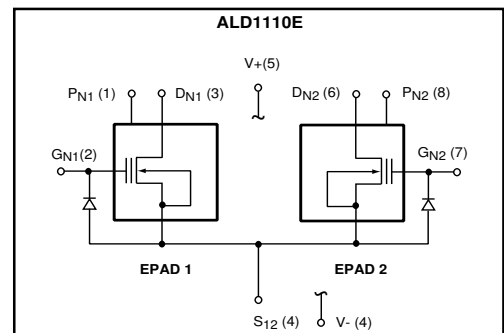 ALD1110E
V+(5)
PN1 (1) DN1 (3) DN2 (6) PN2 (8)
GN1(2) GN2 (7)
EPAD 1 EPAD 2
S12 (4) V- (4)